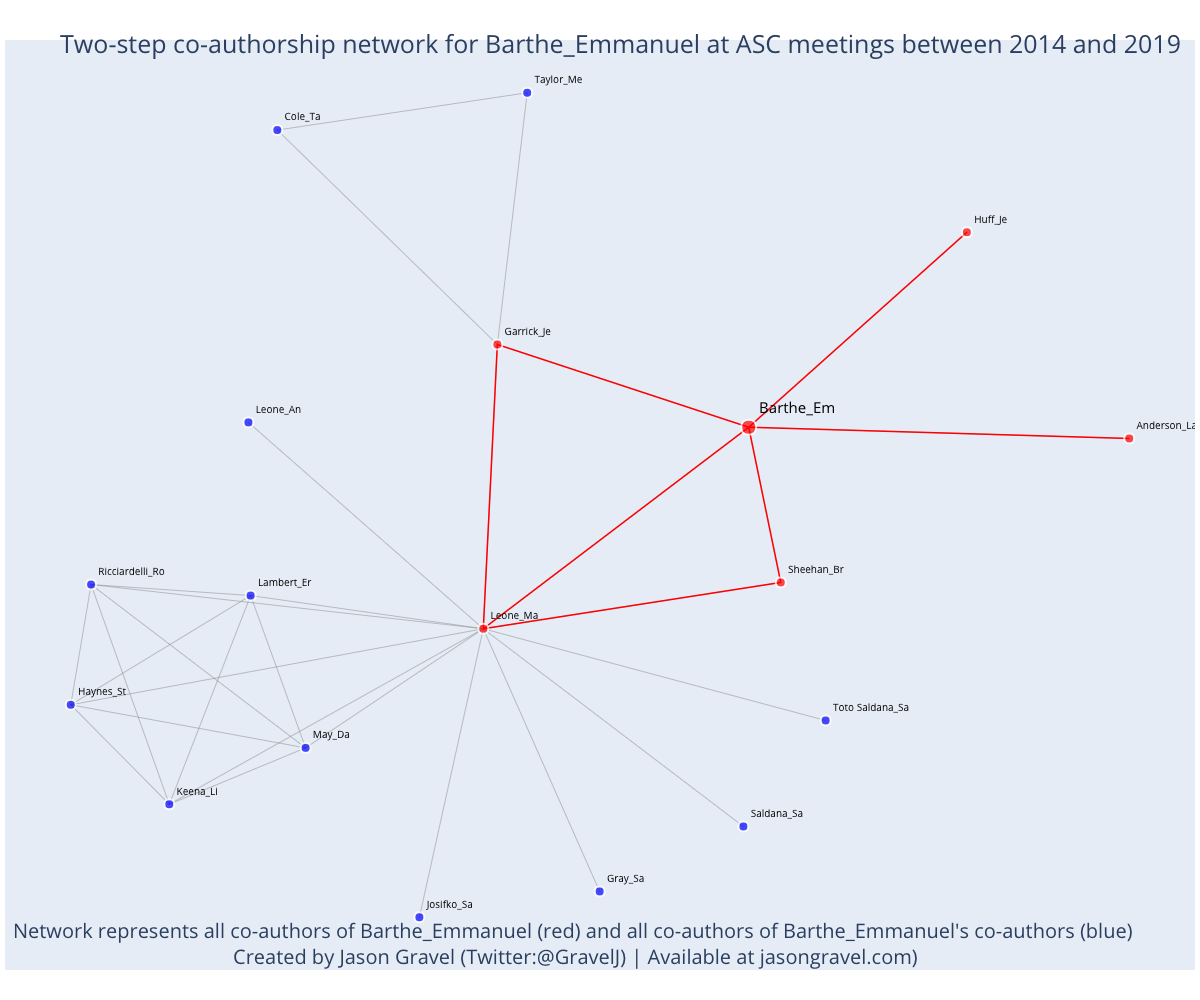 Two-step co-authorship network for Barthe_Emmanuel at ASC meetings between 2014 and 2019
Taylor_Me
Cole_Ta
Huff_Je
Garrick_Je
Leone_An
Barthe_Em
Anderson_La
Ricciardelli_Ro
Lambert_Er
Sheehan_Br
Leone_Ma
Haynes_St
Toto Saldana_Sa
May_Da
Keena_Li
Saldana_Sa
Gray_Sa
Josifko_Sa
Network represents all co-authors of Barthe_Emmanuel (red) and all co-authors of Barthe_Emmanuel's co-authors (blue)
Created by Jason Gravel (Twitter:@GravelJ) | Available at jasongravel.com)